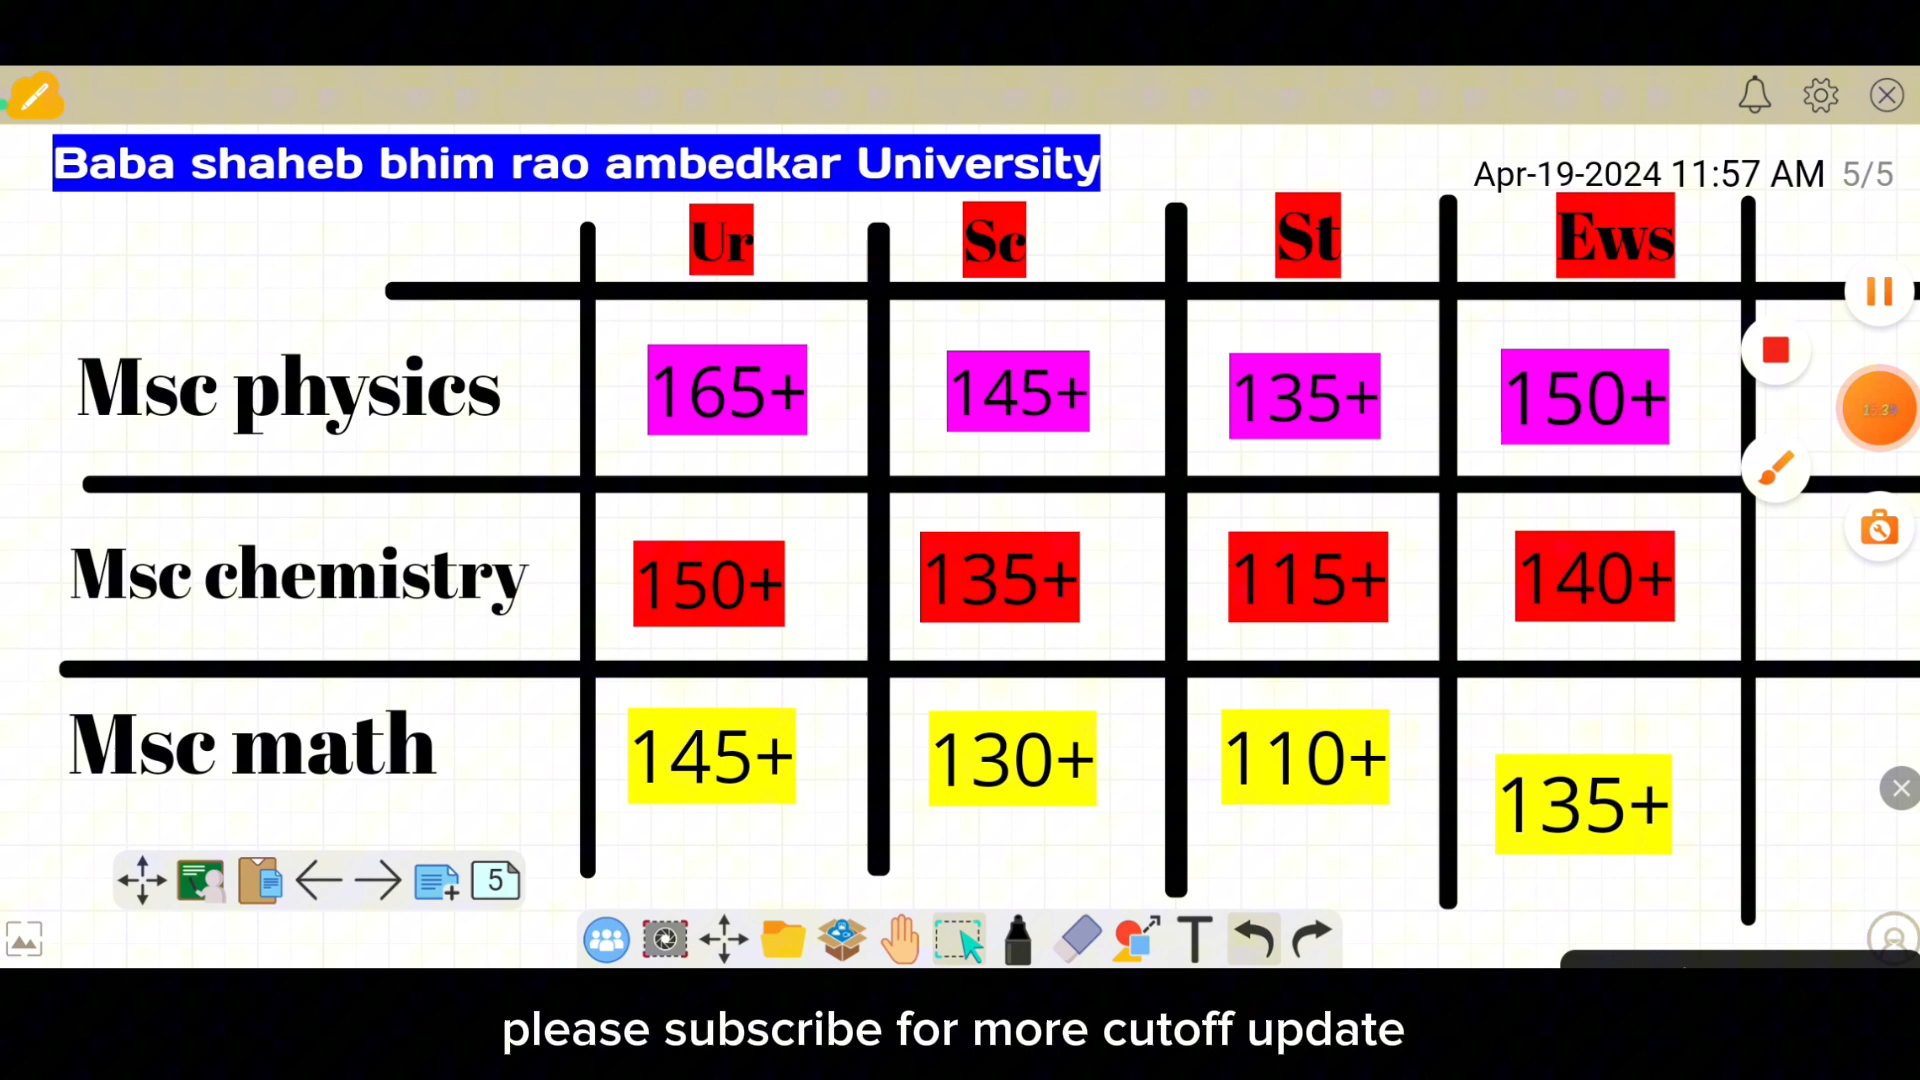 Baba shaheb bhim rao ambedkar University
Apr-19-2024 11:57 AM 5/5
Ur Sc St Ews
Msc physics 165+ 145+ 135+ 150+
Msc chemistry 150+ 135+ 115+ 140+
Msc math 145+ 130+ 110+ 135+
5
please subscribe for more cutoff update